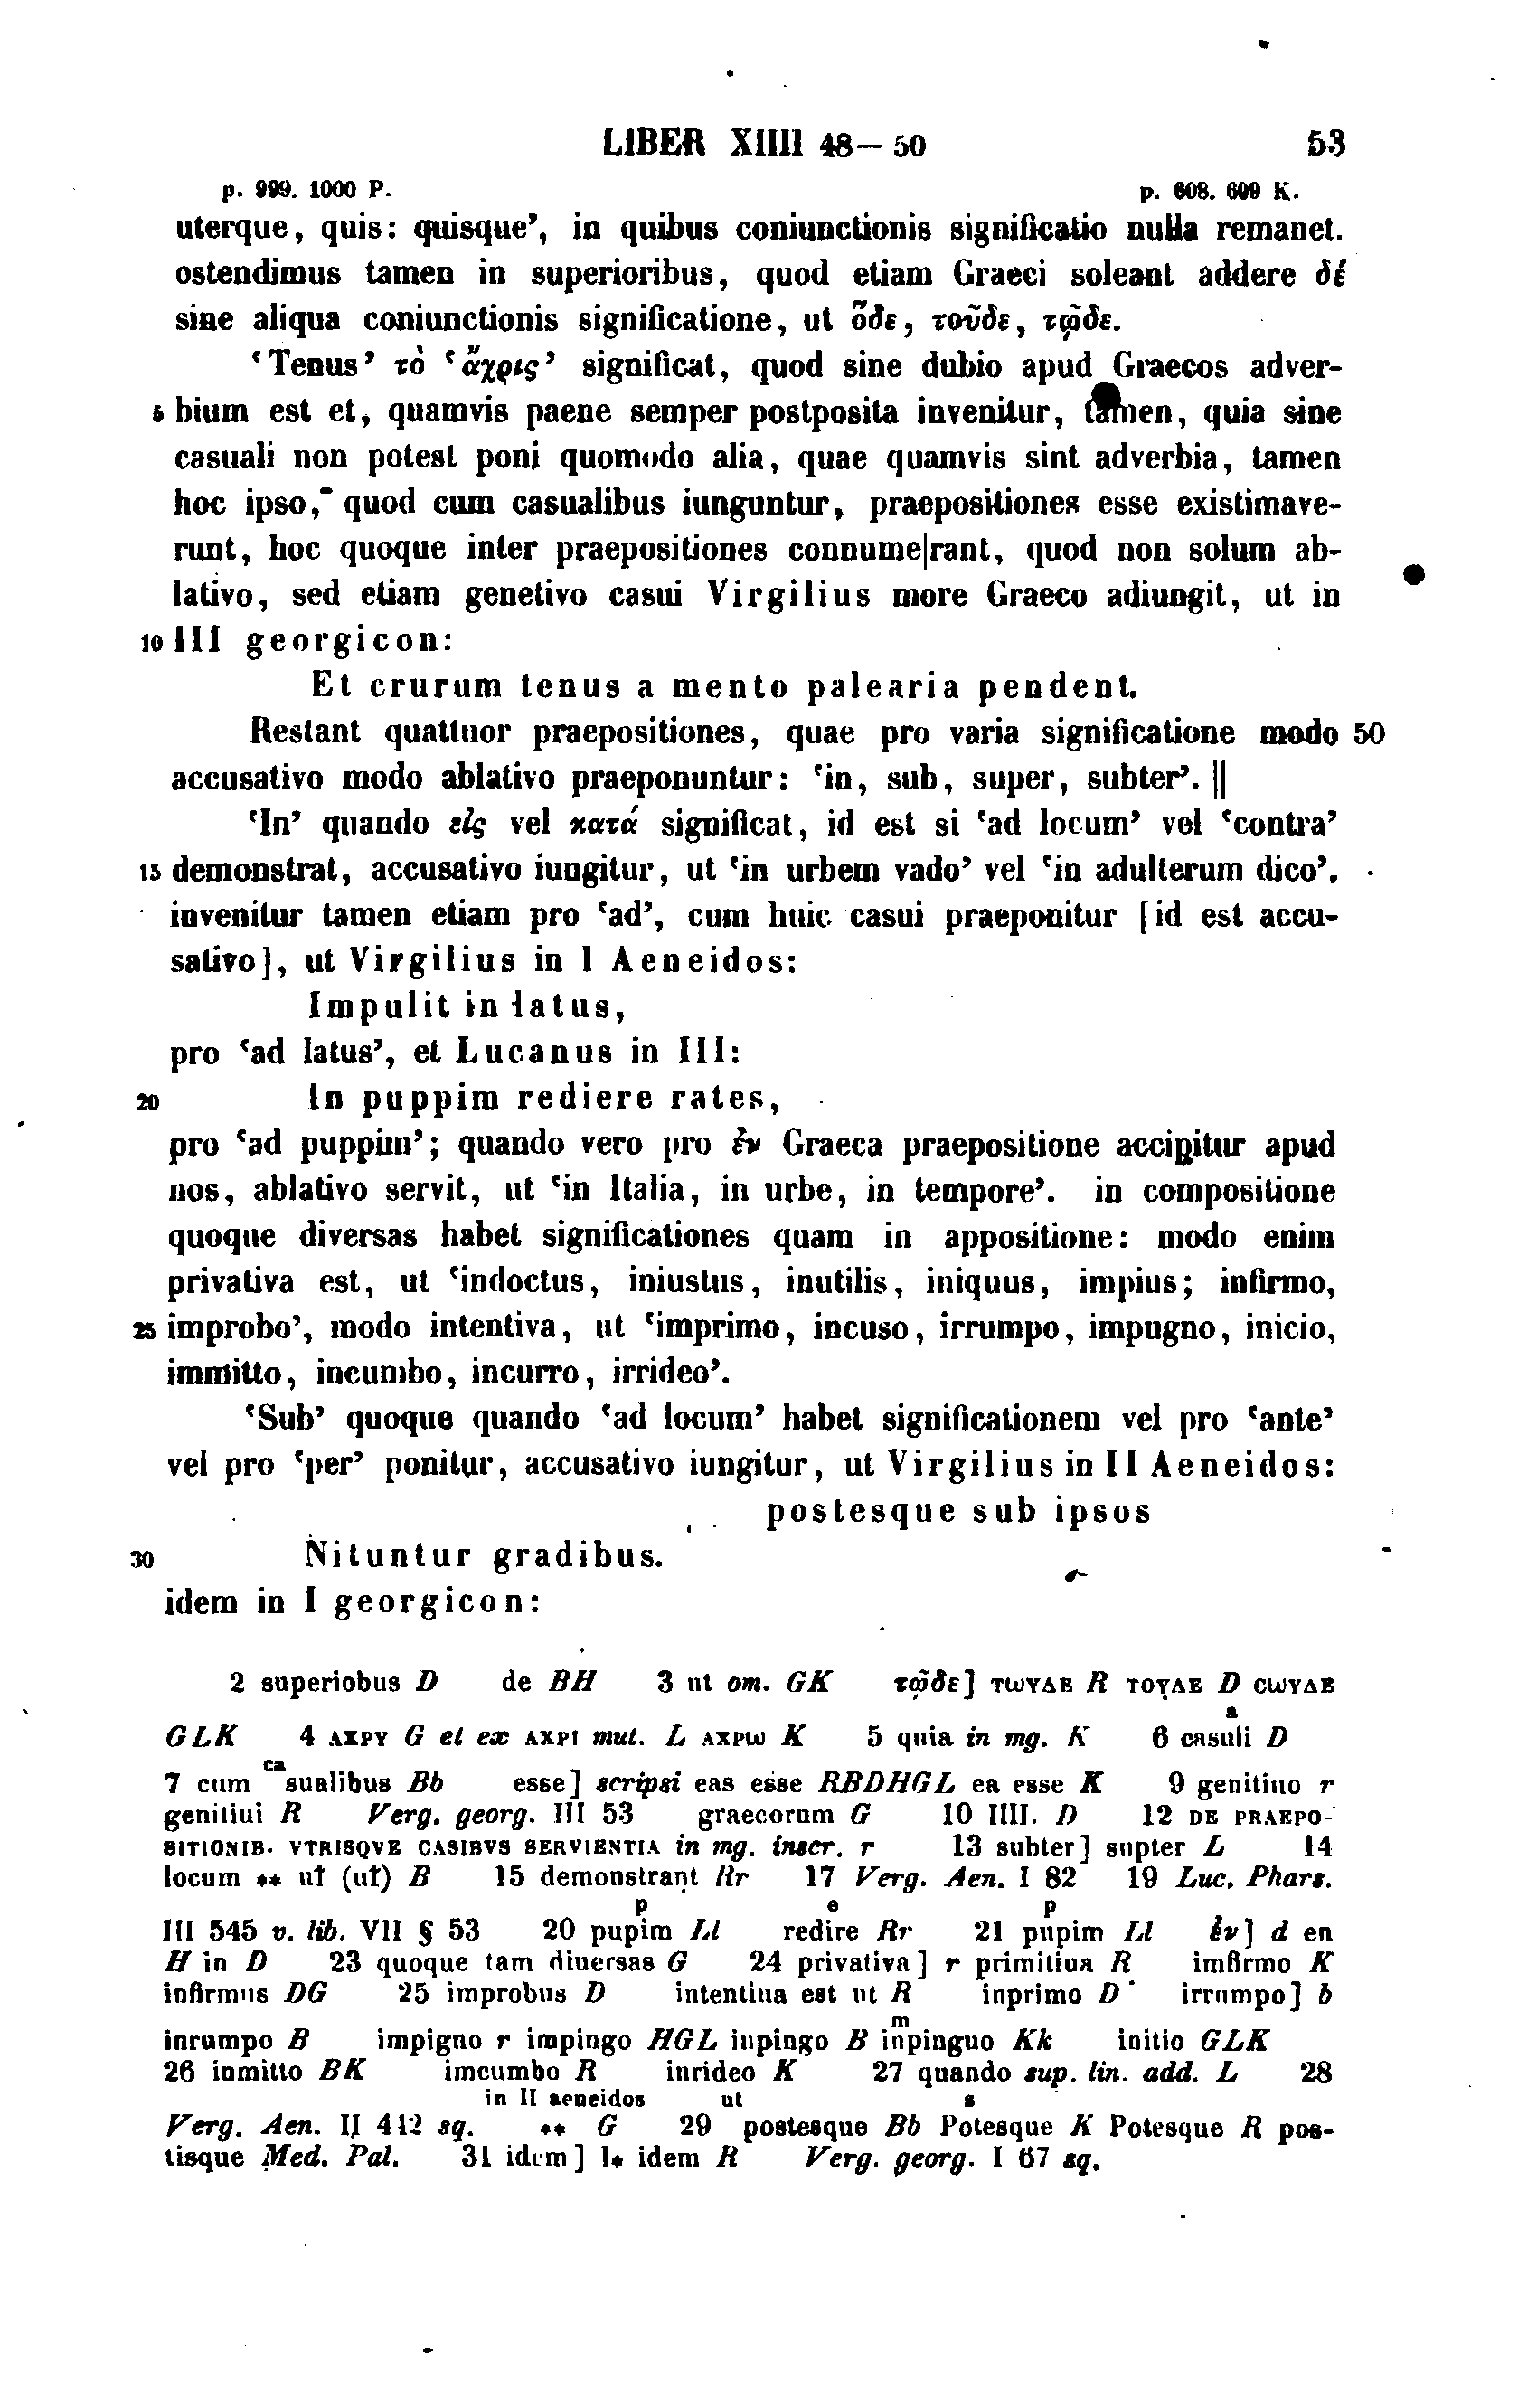 LIBER XIIII 48— 50 53
p. 999. 1000 P. p. 608. 609 K.
uterque, quis: quisque’, in quibus coniunctionis significatio nulla remanet.
ostendimus tamen in superioribus, quod etiam Graeci soleant addere δέ
sine aliqua coniunctionis significatione, ut ὅδε, τοῦδε, τῷδε.
‘Tenus’ τὸ ‘ἄχρις’ significat, quod sine dubio apud Graecos adver-
5 bium est et, quamvis paene semper postposita invenitur, tamen, quia sine
casuali non potest poni quomodo alia, quae quamvis sint adverbia, tamen
hoc ipso, quod cum casualibus iunguntur, praepositiones esse existimave-
runt, hoc quoque inter praepositiones connume|rant, quod non solum ab-
lativo, sed etiam genetivo casui Virgilius more Graeco adiungit, ut in
10 III georgicon:
Et crurum tenus a mento palearia pendent.
Restant quattuor praepositiones, quae pro varia significatione modo 50
accusativo modo ablativo praeponuntur: ‘in, sub, super, subter’. ||
‘In’ quando εἰς vel κατά significat, id est si ‘ad locum’ vel ‘contra’
15 demonstrat, accusativo iungitur, ut ‘in urbem vado’ vel ‘in adulterum dico’.
invenitur tamen etiam pro ‘ad’, cum huic casui praeponitur [id est accu-
sativo], ut Virgilius in I Aeneidos:
Impulit in latus,
pro ‘ad latus’, et Lucanus in III:
20 In puppim rediere rates,
pro ‘ad puppim’; quando vero pro ἐν Graeca praepositione accipitur apud
nos, ablativo servit, ut ‘in Italia, in urbe, in tempore’. in compositione
quoque diversas habet significationes quam in appositione: modo enim
privativa est, ut ‘indoctus, iniustus, inutilis, iniquus, impius; infirmo,
25 improbo’, modo intentiva, ut ‘imprimo, incuso, irrumpo, impugno, inicio,
immitto, incumbo, incurro, irrideo’.
‘Sub’ quoque quando ‘ad locum’ habet significationem vel pro ‘ante’
vel pro ‘per’ ponitur, accusativo iungitur, ut Virgilius in II Aeneidos:
postesque sub ipsos
30 Nituntur gradibus.
idem in I georgicon:
2 superiobus D de BH 3 ut om. GK τῷδε] τωΥΔΕ R ΤΟΥΔΕ D CωΥΔΕ
a
GLK 4 ΑΧΡΥ G et ex ΑΧΡΙ mut. L ΑΧΡω K 5 quia in mg. K 6 casuli D
ca
7 cum sualibus Bb esse] scripsi eas esse RBDHGL ea esse K 9 genitiuo r
genitiui R Verg. georg. III 53 graecorum G 10 IIII. D 12 DE PRAEPO-
SITIONIB. VTRISQVE CASIBVS SERVIENTIA in mg. inscr. r 13 subter] supter L 14
locum ** ut (ut) B 15 demonstrant Rr 17 Verg. Aen. I 82 19 Luc. Phars.
p e p
III 545 v. lib. VII § 53 20 pupim Ll redire Rr 21 pupim Ll ἐν] d en
H in D 23 quoque tam diuersas G 24 privativa] r primitiua R imfirmo K
infirmus DG 25 improbus D intentiua est ut R inprimo D irrumpo] b
m
inrumpo B impigno r impingo HGL inpingo B inpinguo Kk initio GLK
26 inmitto BK imcumbo R inrideo K 27 quando sup. lin. add. L 28
in II aeneidos ut s
Verg. Aen. II 412 sq. ** G 29 postesque Bb Potesque K Potesque R pos-
tisque Med. Pal. 31 idem] I* idem R Verg. georg. I 67 sq.